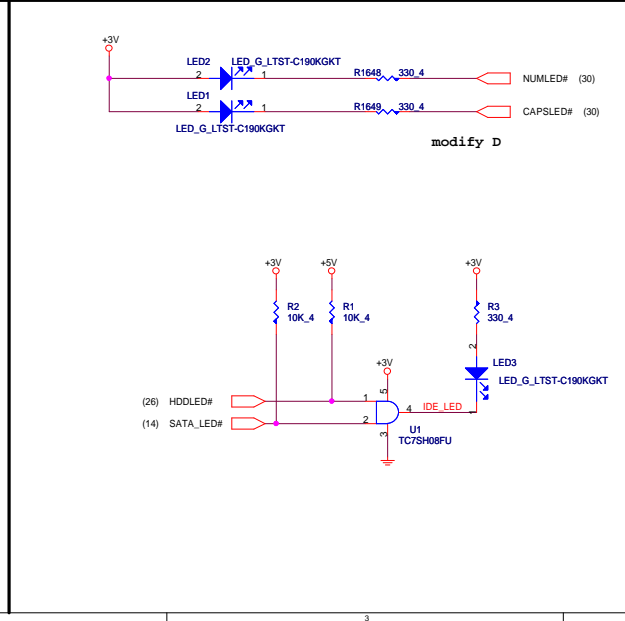 +3V
LED2 LED_G_LTST-C190KGKT
2 1 R1648 330_4 NUMLED# (30)
LED1
2 1 R1649 330_4 CAPSLED# (30)
LED_G_LTST-C190KGKT
modify D
+3V +5V +3V
R2 R1 R3
10K_4 10K_4 330_4
2
+3V LED3
LED_G_LTST-C190KGKT
5
(26) HDDLED# 1
4 IDE_LED 1
(14) SATA_LED# 2
3 U1
TC7SH08FU
3